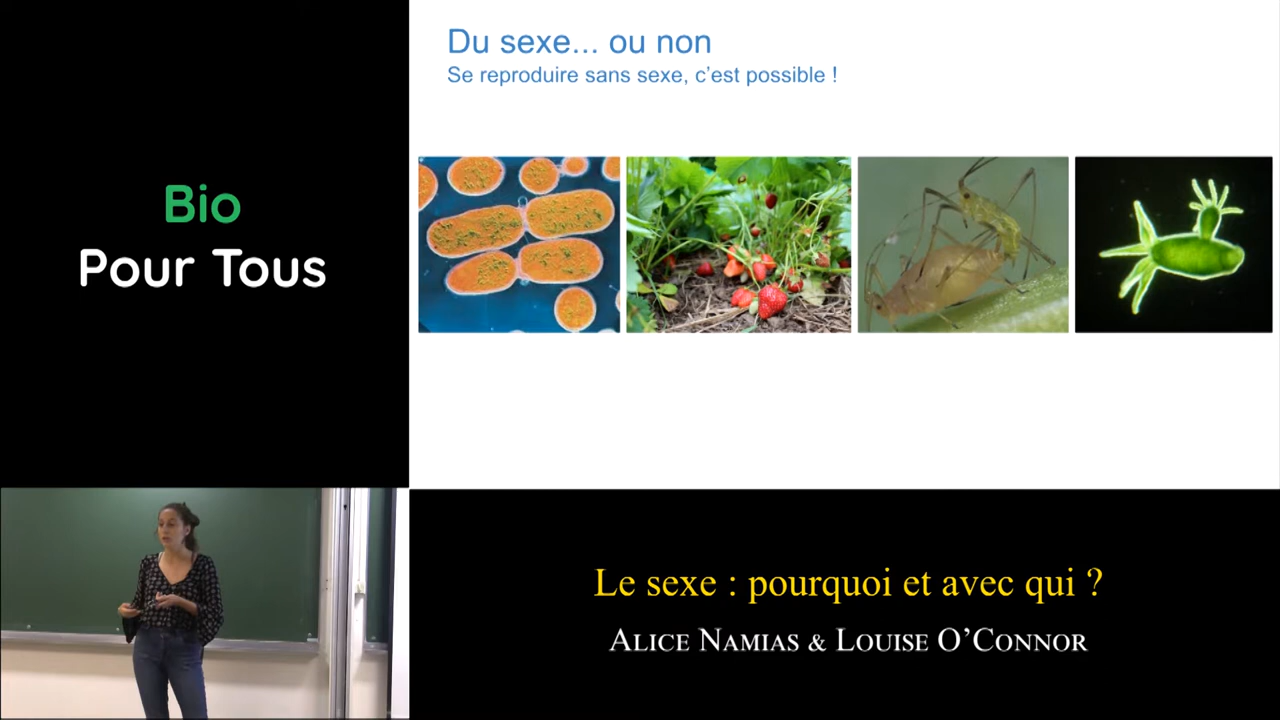 Du sexe... ou non
Se reproduire sans sexe, c'est possible !
Bio
Pour Tous
Le sexe : pourquoi et avec qui ?
ALICE NAMIAS & LOUISE O'CONNOR